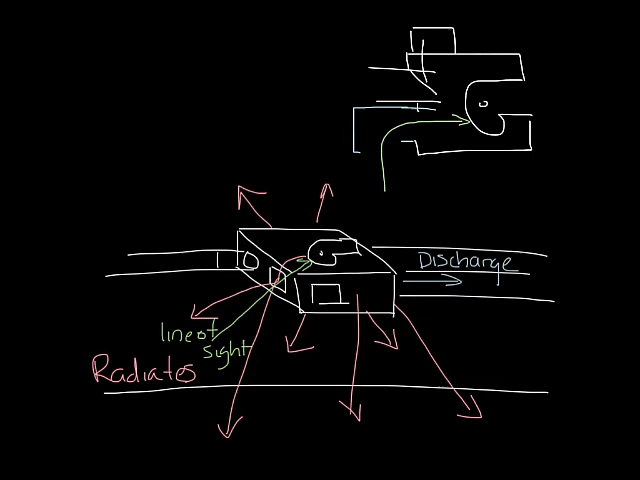 Discharge
line of
sight
Radiates